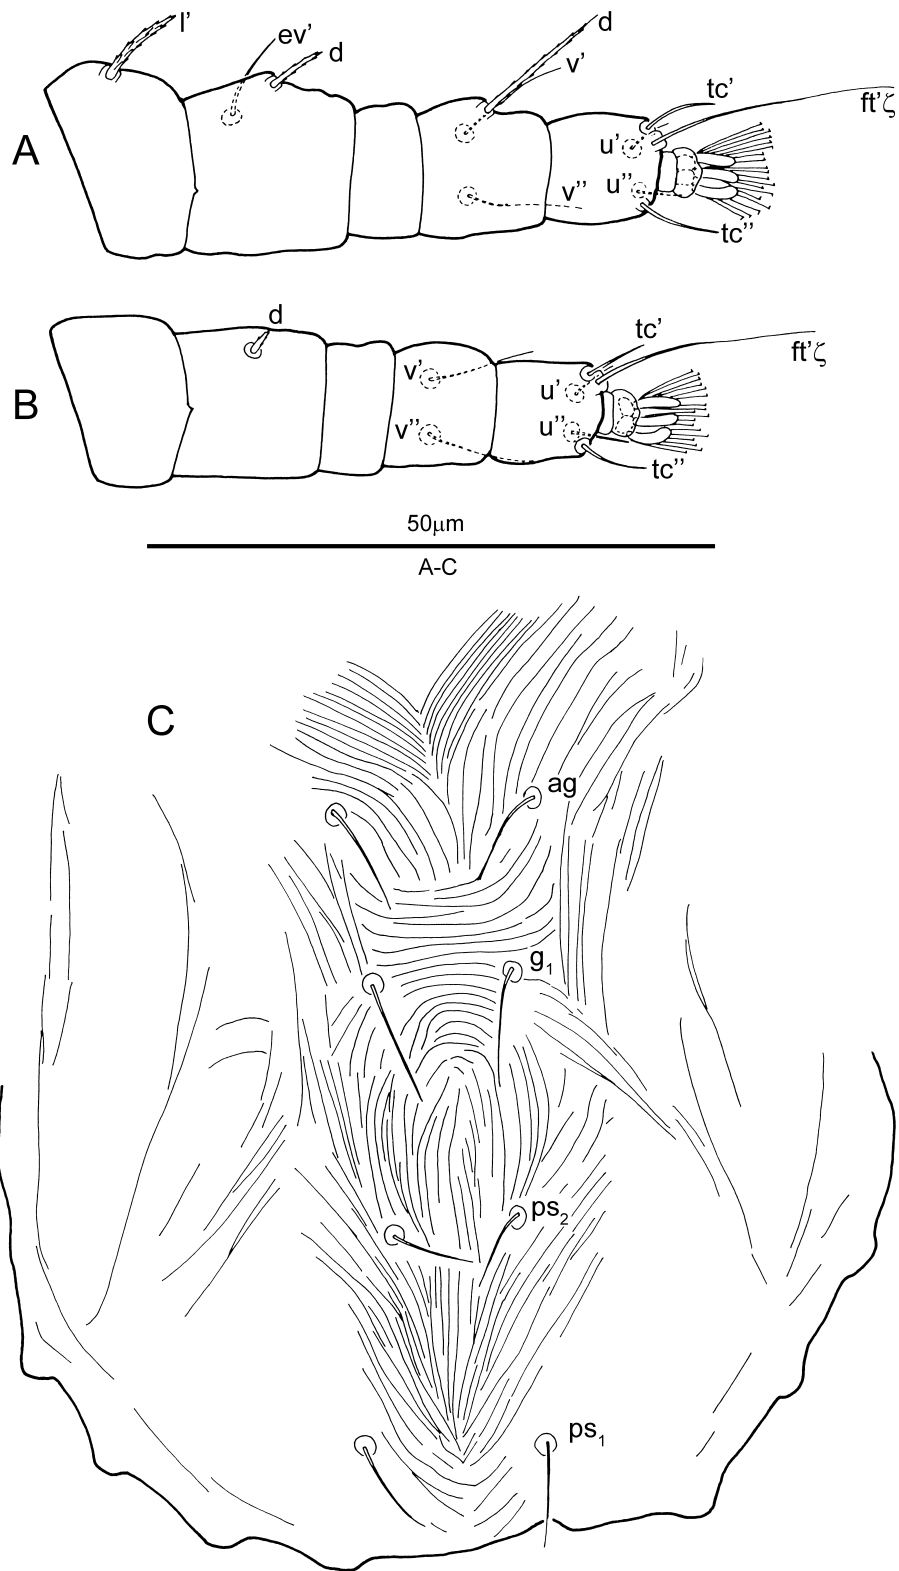 l’
ev’
d
d
v’
tc’
ft’ζ
A
u’
u’’
v’’
tc’’
d
tc’
ft’ζ
B
v’
u’
v’’
u’’
tc’’
50μm
A-C
C
ag
g₁
ps₂
ps₁